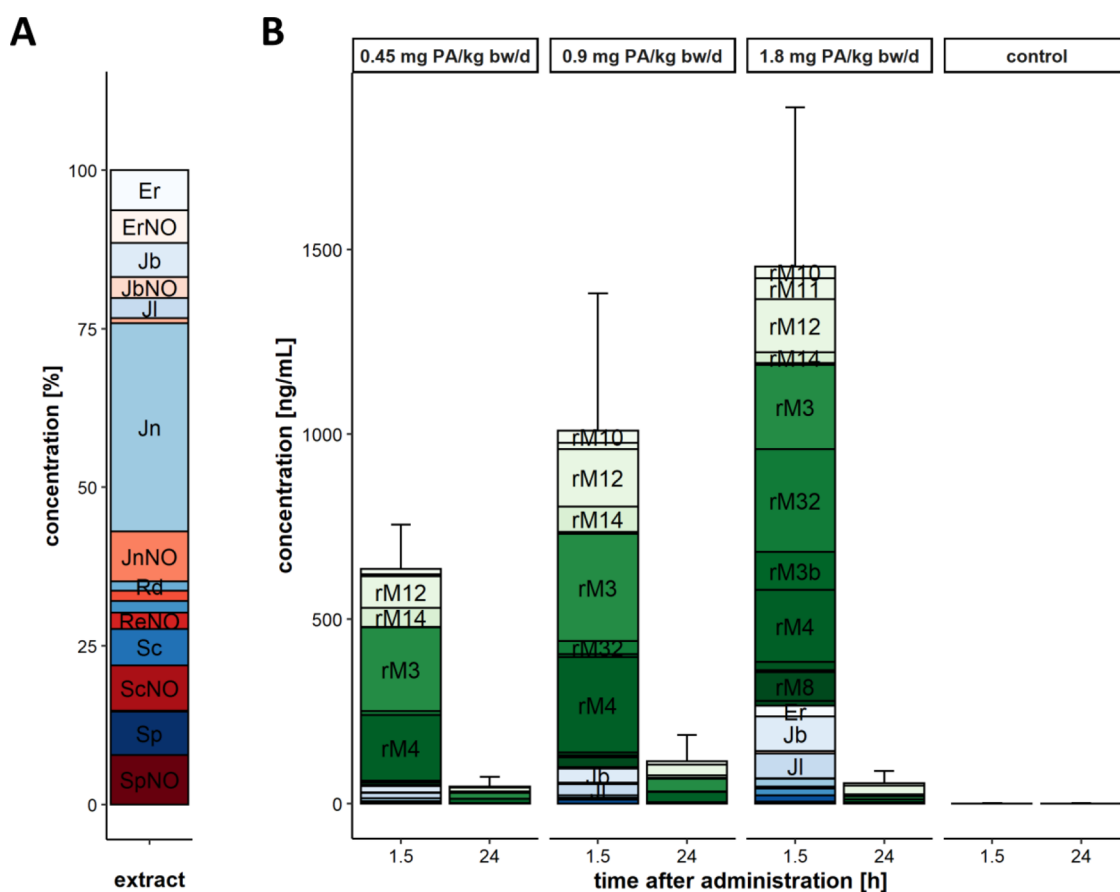 A
B
0.45 mg PA/kg bw/d
0.9 mg PA/kg bw/d
1.8 mg PA/kg bw/d
control
concentration [%]
100
75
50
25
0
Er
ErNO
Jb
JbNO
Jl
Jn
JnNO
Rd
ReNO
Sc
ScNO
Sp
SpNO
extract
concentration [ng/mL]
1500
1000
500
0
rM12
rM14
rM3
rM4
rM10
rM12
rM14
rM3
rM32
rM4
Jb
Jl
rM10
rM11
rM12
rM14
rM3
rM32
rM3b
rM4
rM8
Er
Jb
Jl
1.5
24
1.5
24
1.5
24
1.5
24
time after administration [h]